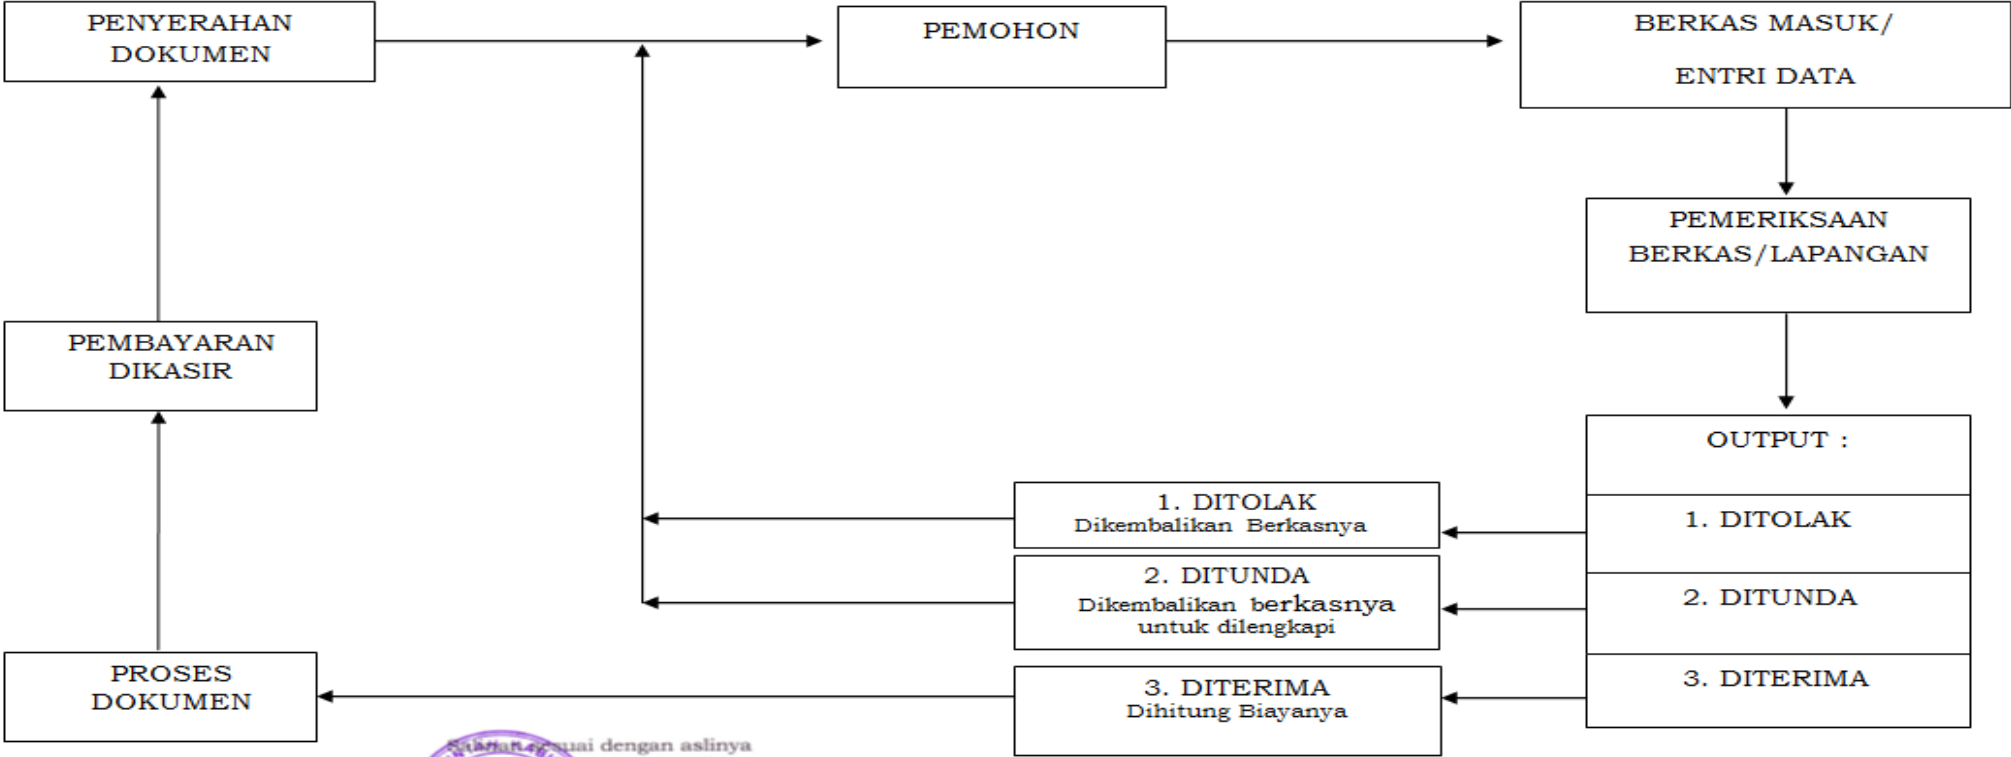 PENYERAHAN
DOKUMEN
PEMOHON
BERKAS MASUK/
ENTRI DATA
PEMERIKSAAN
BERKAS/LAPANGAN
PEMBAYARAN
DIKASIR
OUTPUT :
1. DITOLAK
2. DITUNDA
3. DITERIMA
1. DITOLAK
Dikembalikan Berkasnya
2. DITUNDA
Dikembalikan berkasnya
untuk dilengkapi
3. DITERIMA
Dihitung Biayanya
PROSES
DOKUMEN
Salinan sesuai dengan aslinya